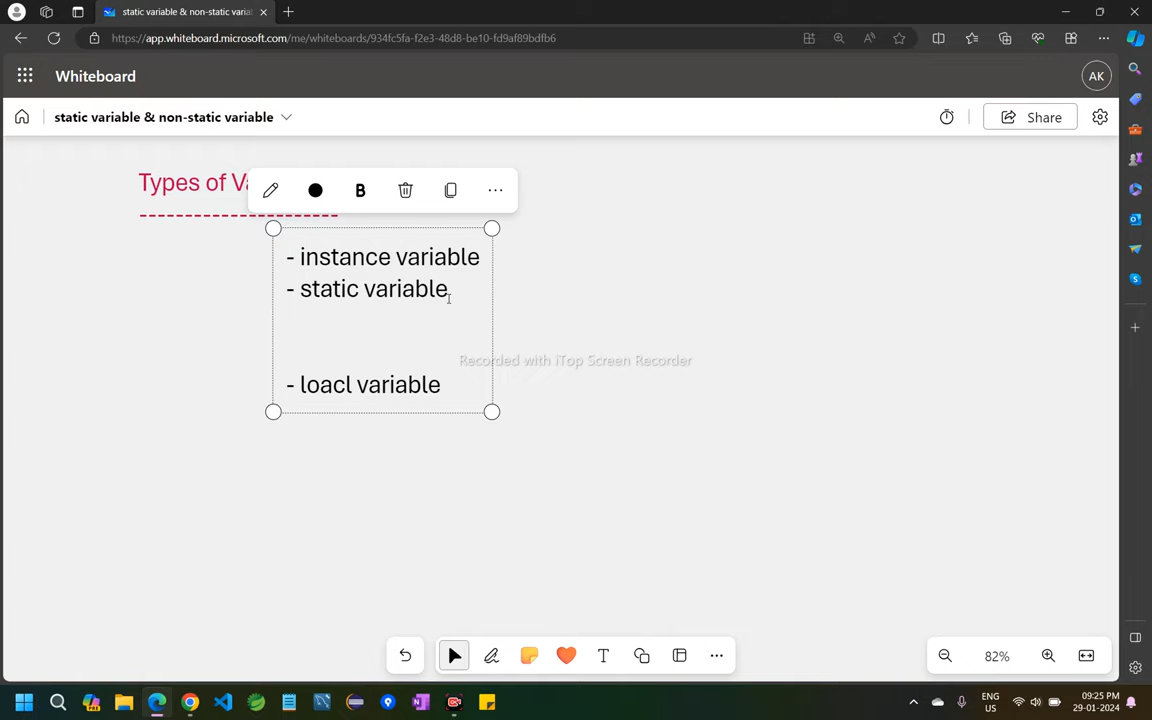 static variable & non-static varia
https://app.whiteboard.microsoft.com/me/whiteboards/934fc5fa-f2e3-48d8-be10-fd9af89bdfb6
Whiteboard
AK
static variable & non-static variable
Share
Types of Va
--------------------
B
- instance variable
- static variable
Recorded with iTop Screen Recorder
- loacl variable
T
82%
ENG
US
09:25 PM
29-01-2024